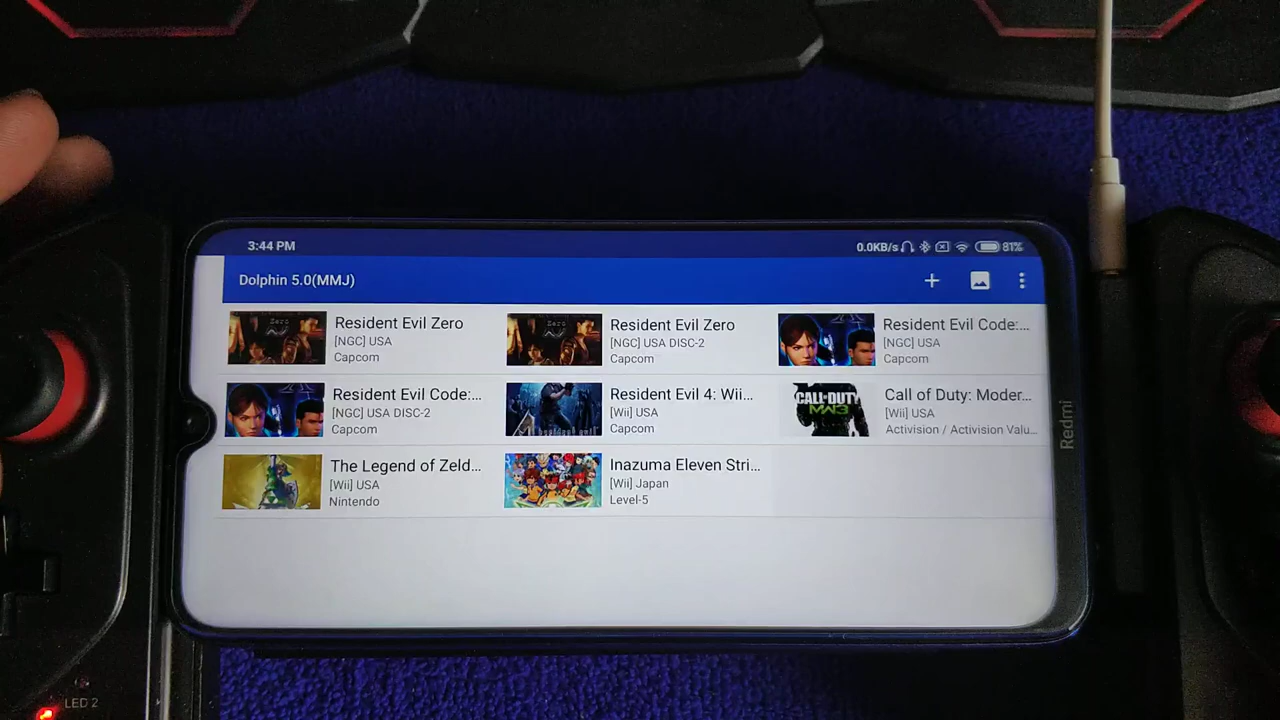 3:44 PM
0.0KB/s
81%
Dolphin 5.0(MMJ)
Resident Evil Zero
[NGC] USA
Capcom
Resident Evil Zero
[NGC] USA DISC-2
Capcom
Resident Evil Code:...
[NGC] USA
Capcom
Resident Evil Code:...
[NGC] USA DISC-2
Capcom
Resident Evil 4: Wii...
[Wii] USA
Capcom
CALL OF DUTY
MW3
Call of Duty: Moder...
[Wii] USA
Activision / Activision Valu...
The Legend of Zeld...
[Wii] USA
Nintendo
Inazuma Eleven Stri...
[Wii] Japan
Level-5
Redmi
LED 2